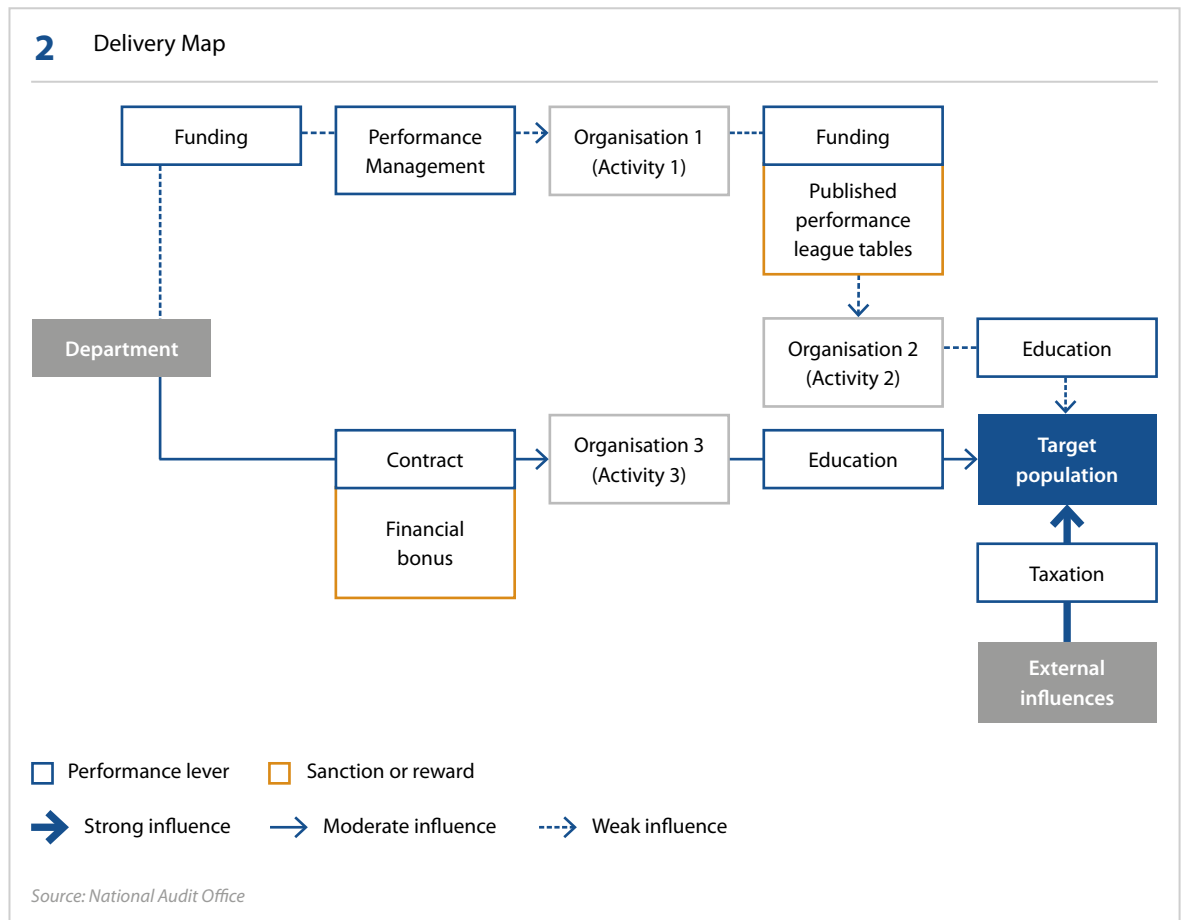 2 Delivery Map
Funding
Performance
Management
Organisation 1
(Activity 1)
Funding
Published
performance
league tables
Department
Organisation 2
(Activity 2)
Education
Contract
Financial
bonus
Organisation 3
(Activity 3)
Education
Target
population
Taxation
External
influences
Performance lever
Sanction or reward
Strong influence
Moderate influence
Weak influence
Source: National Audit Office